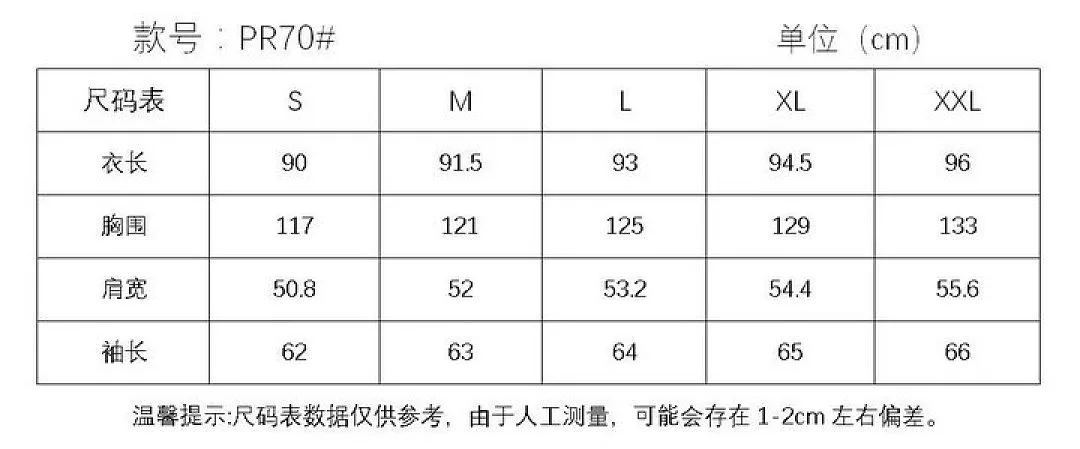 款号：PR70# 单位（cm）
尺码表 S M L XL XXL
衣长 90 91.5 93 94.5 96
胸围 117 121 125 129 133
肩宽 50.8 52 53.2 54.4 55.6
袖长 62 63 64 65 66
温馨提示:尺码表数据仅供参考，由于人工测量，可能会存在1-2cm左右偏差。